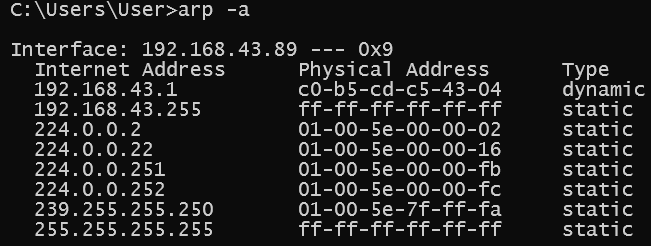 C:\Users\User>arp -a
Interface: 192.168.43.89 --- 0x9
Internet Address Physical Address Type
192.168.43.1 c0-b5-cd-c5-43-04 dynamic
192.168.43.255 ff-ff-ff-ff-ff-ff static
224.0.0.2 01-00-5e-00-00-02 static
224.0.0.22 01-00-5e-00-00-16 static
224.0.0.251 01-00-5e-00-00-fb static
224.0.0.252 01-00-5e-00-00-fc static
239.255.255.250 01-00-5e-7f-ff-fa static
255.255.255.255 ff-ff-ff-ff-ff-ff static